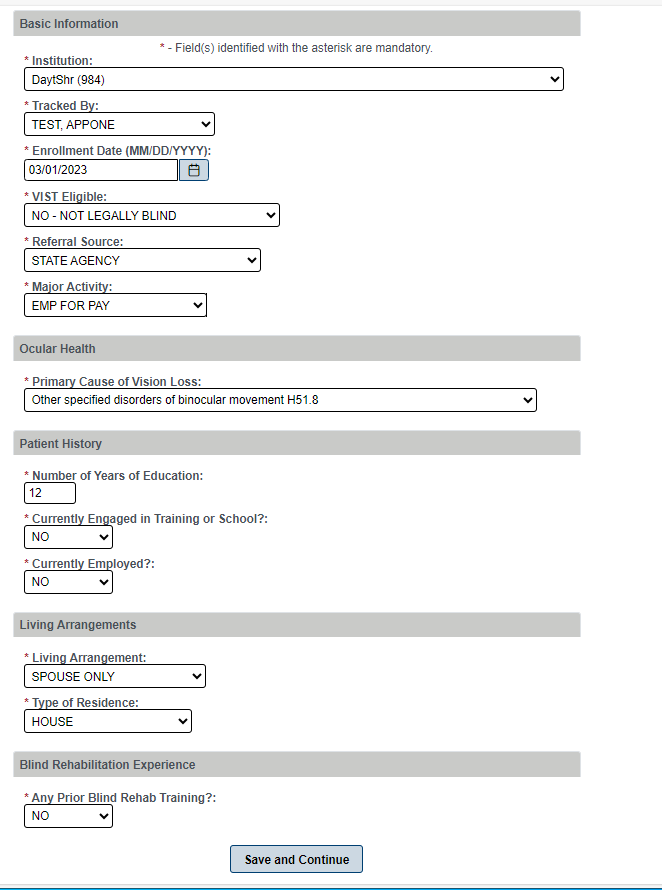 Basic Information
* - Field(s) identified with the asterisk are mandatory.
* Institution:
DaytShr (984)
* Tracked By:
TEST, APPONE
* Enrollment Date (MM/DD/YYYY):
03/01/2023
* VIST Eligible:
NO - NOT LEGALLY BLIND
* Referral Source:
STATE AGENCY
* Major Activity:
EMP FOR PAY
Ocular Health
* Primary Cause of Vision Loss:
Other specified disorders of binocular movement H51.8
Patient History
* Number of Years of Education:
12
* Currently Engaged in Training or School?:
NO
* Currently Employed?:
NO
Living Arrangements
* Living Arrangement:
SPOUSE ONLY
* Type of Residence:
HOUSE
Blind Rehabilitation Experience
* Any Prior Blind Rehab Training?:
NO
Save and Continue